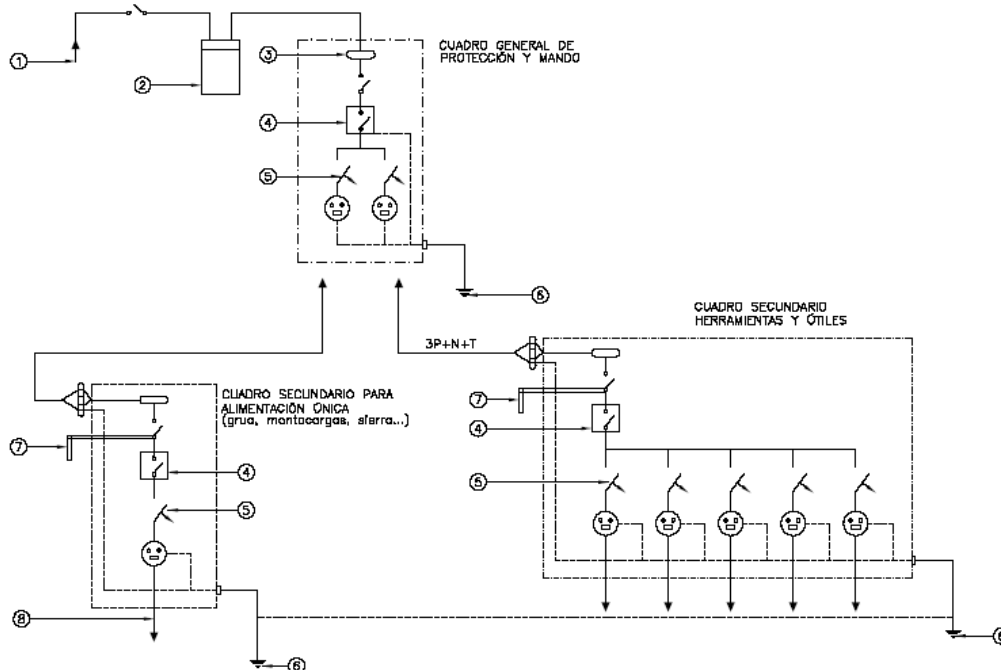 CUADRO GENERAL DE
PROTECCIÓN Y MANDO
1
2
3
4
5
6
3P+N+T
CUADRO SECUNDARIO
HERRAMIENTAS Y ÚTILES
7
4
5
6
CUADRO SECUNDARIO PARA
ALIMENTACIÓN ÚNICA
(grua, montacargas, sierra...)
7
4
5
8
6